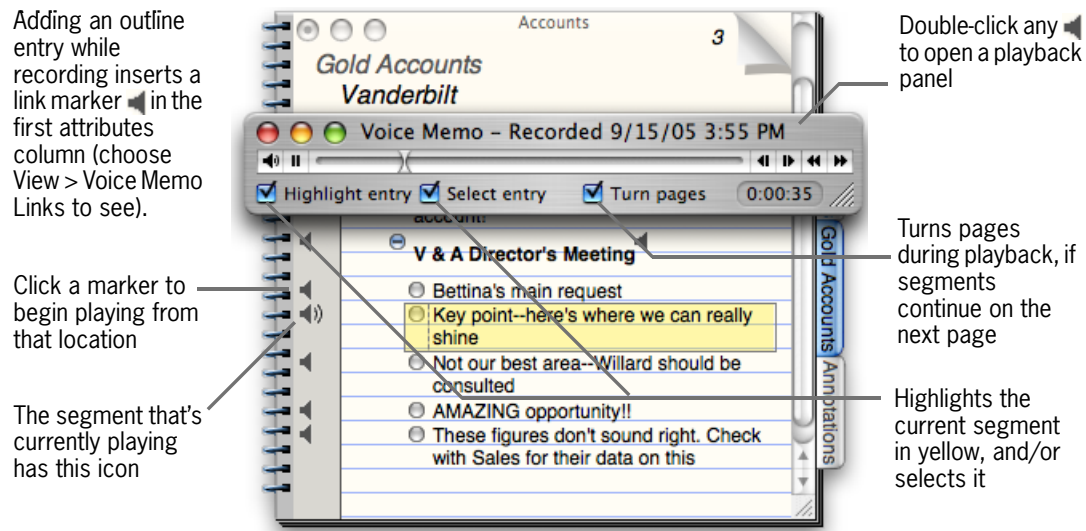 Adding an outline
entry while
recording inserts a
link marker in the
first attributes
column (choose
View > Voice Memo
Links to see).
Click a marker to
begin playing from
that location
The segment that's
currently playing
has this icon
Accounts
3
Gold Accounts
Vanderbilt
Voice Memo – Recorded 9/15/05 3:55 PM
Highlight entry Select entry Turn pages 0:00:35
account!
V & A Director's Meeting
Bettina's main request
Key point--here's where we can really
shine
Not our best area--Willard should be
consulted
AMAZING opportunity!!
These figures don't sound right. Check
with Sales for their data on this
Gold Accounts
Annotations
Double-click any
to open a playback
panel
Turns pages
during playback, if
segments
continue on the
next page
Highlights the
current segment
in yellow, and/or
selects it